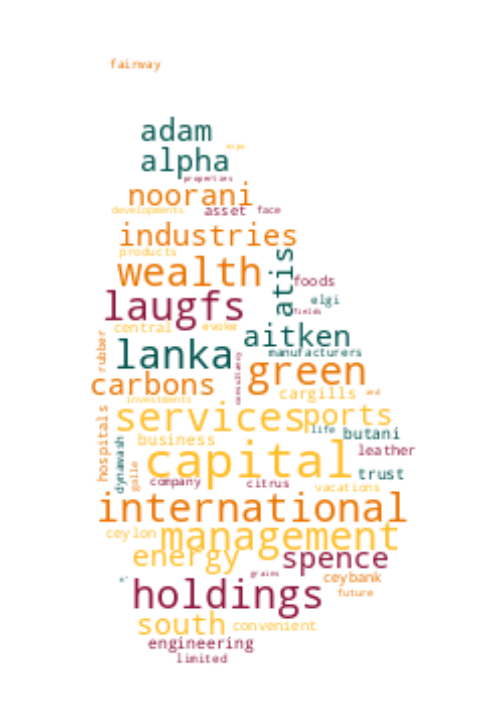 fairway
adam
expo
alpha
properties
noorani
developments asset face
industries
products
wealth atis foods
laugfs elgi
fields
central evoke
rubber lanka aitken
manufacturers
consultancy
carbons green
investments cargills and
hospitals services ports
dynawash life butani
business
galle capital leather
company citrus trust
vacations
international
ceylon management
energy spence
grains
e' ceybank
holdings future
south convenient
engineering
limited